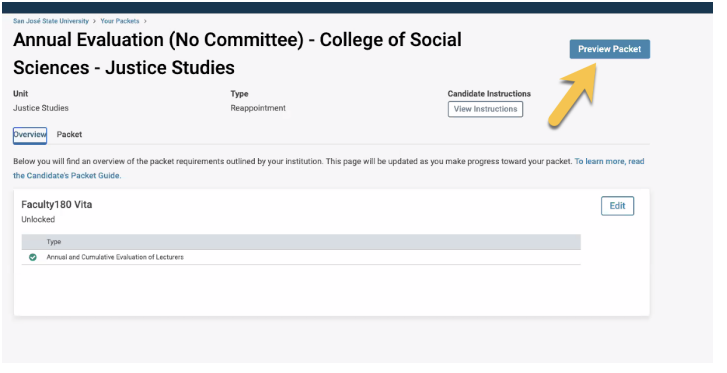 San José State University > Your Packets >
Annual Evaluation (No Committee) - College of Social
Sciences - Justice Studies
Preview Packet
Unit
Justice Studies
Type
Reappointment
Candidate Instructions
View Instructions
Overview Packet
Below you will find an overview of the packet requirements outlined by your institution. This page will be updated as you make progress toward your packet. To learn more, read
the Candidate's Packet Guide.
Faculty180 Vita
Unlocked
Edit
Type
Annual and Cumulative Evaluation of Lecturers